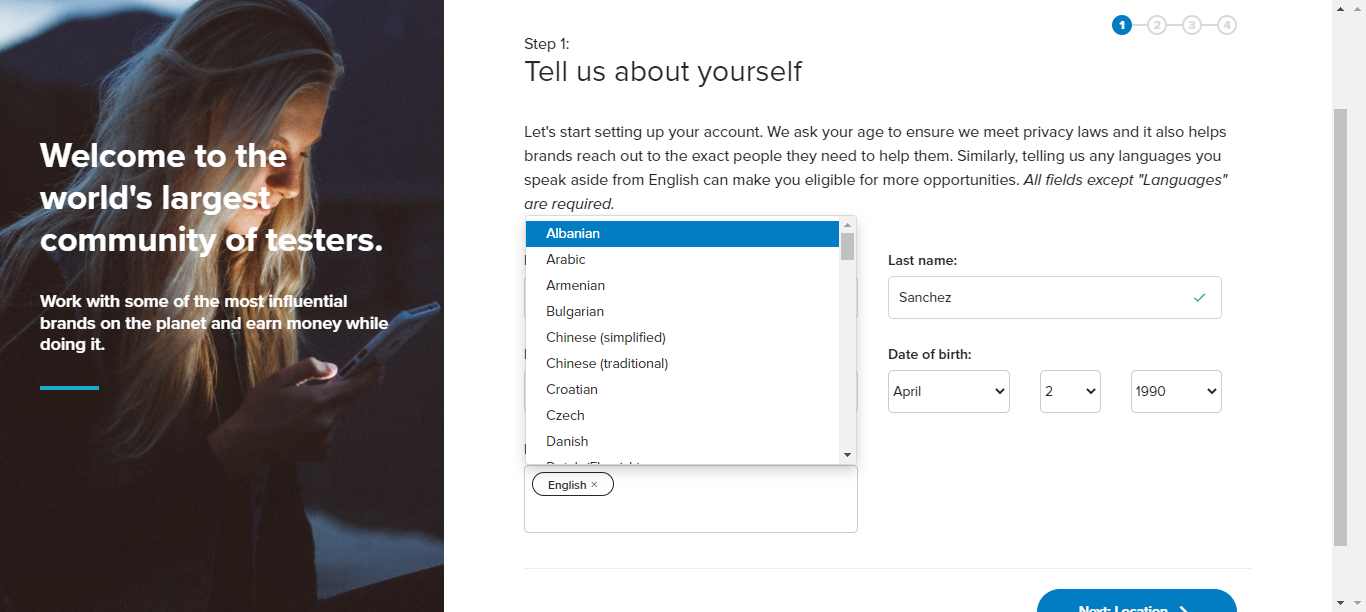 Welcome to the
world's largest
community of testers.
Work with some of the most influential
brands on the planet and earn money while
doing it.
1 2 3 4
Step 1:
Tell us about yourself
Let's start setting up your account. We ask your age to ensure we meet privacy laws and it also helps
brands reach out to the exact people they need to help them. Similarly, telling us any languages you
speak aside from English can make you eligible for more opportunities. All fields except "Languages"
are required.
Albanian
Arabic
Armenian
Bulgarian
Chinese (simplified)
Chinese (traditional)
Croatian
Czech
Danish
Last name:
Sanchez
Date of birth:
April 2 1990
English ×
Next: Location